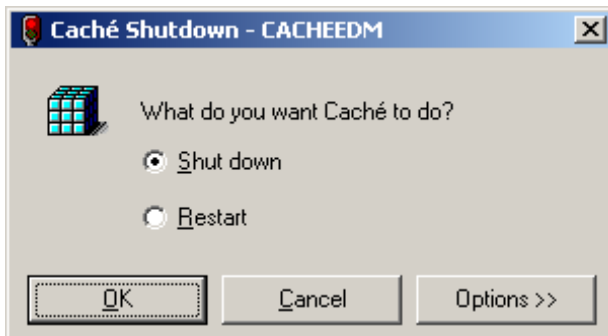 Caché Shutdown - CACHEEDM
What do you want Caché to do?
Shut down
Restart
OK
Cancel
Options >>